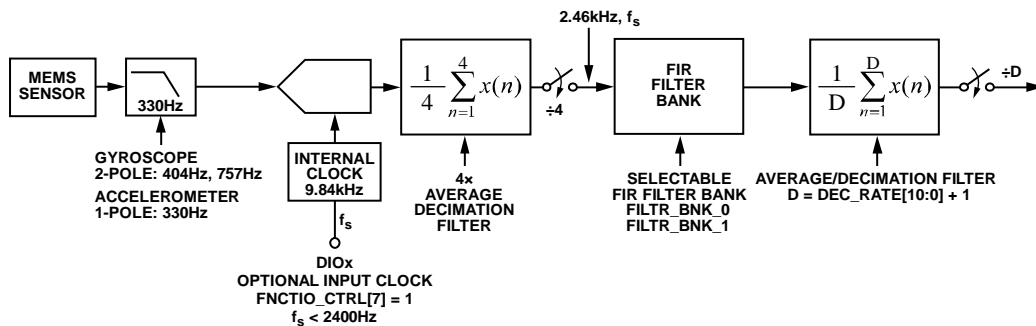 MEMS
SENSOR
330Hz
GYROSCOPE
2-POLE: 404Hz, 757Hz
ACCELEROMETER
1-POLE: 330Hz
INTERNAL
CLOCK
9.84kHz
fs
DIOx
OPTIONAL INPUT CLOCK
FNCTIO_CTRL[7] = 1
fs < 2400Hz
1/4 4∑n=1 x(n)
÷4
4×
AVERAGE
DECIMATION
FILTER
2.46kHz, fs
FIR
FILTER
BANK
SELECTABLE
FIR FILTER BANK
FILTR_BNK_0
FILTR_BNK_1
1/D D∑n=1 x(n)
÷D
AVERAGE/DECIMATION FILTER
D = DEC_RATE[10:0] + 1